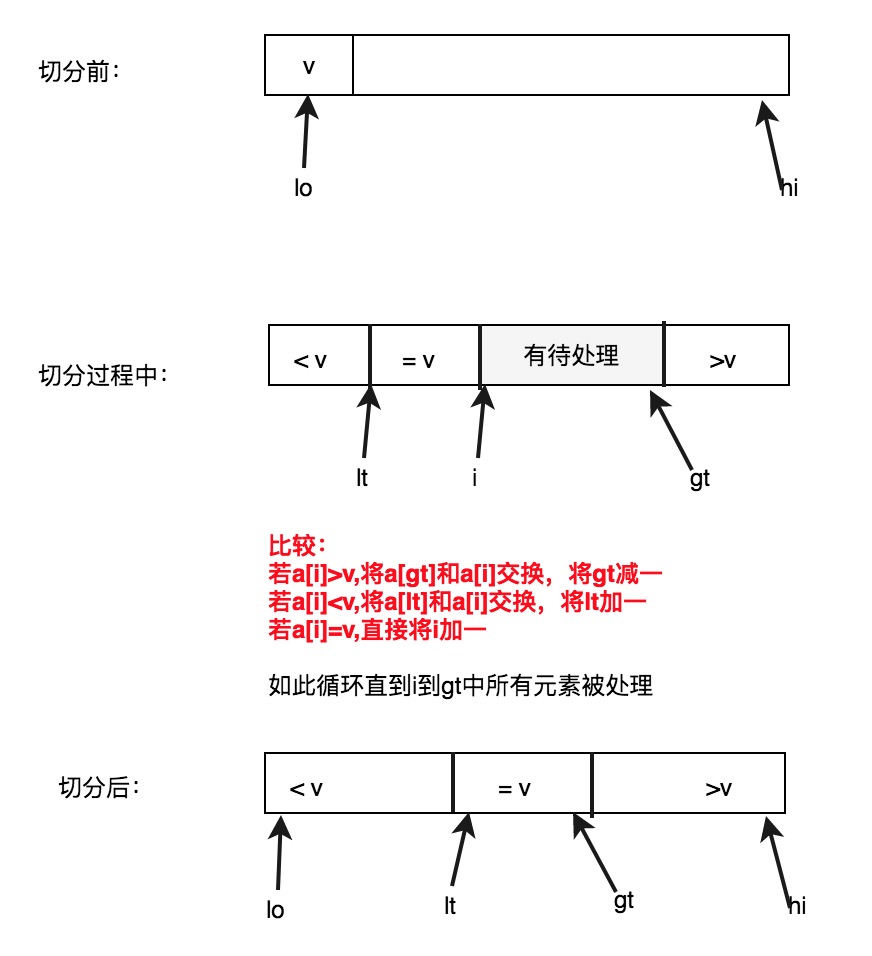 切分前：
v
lo
hi
切分过程中：
< v
= v
有待处理
>v
lt
i
gt
比较：
若a[i]>v,将a[gt]和a[i]交换，将gt减一
若a[i]<v,将a[lt]和a[i]交换，将lt加一
若a[i]=v,直接将i加一
如此循环直到i到gt中所有元素被处理
切分后：
< v
= v
>v
lo
lt
gt
hi